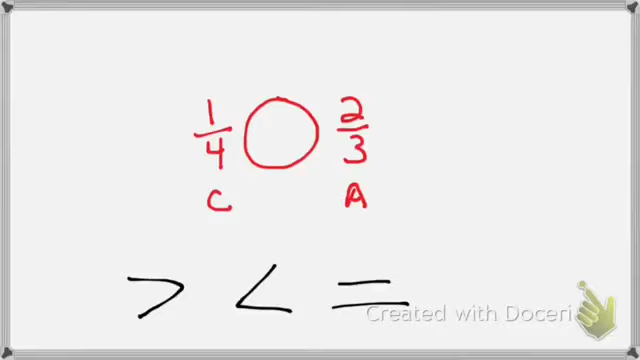 1/4 ○ 2/3
C A
> < =
Created with Doceri